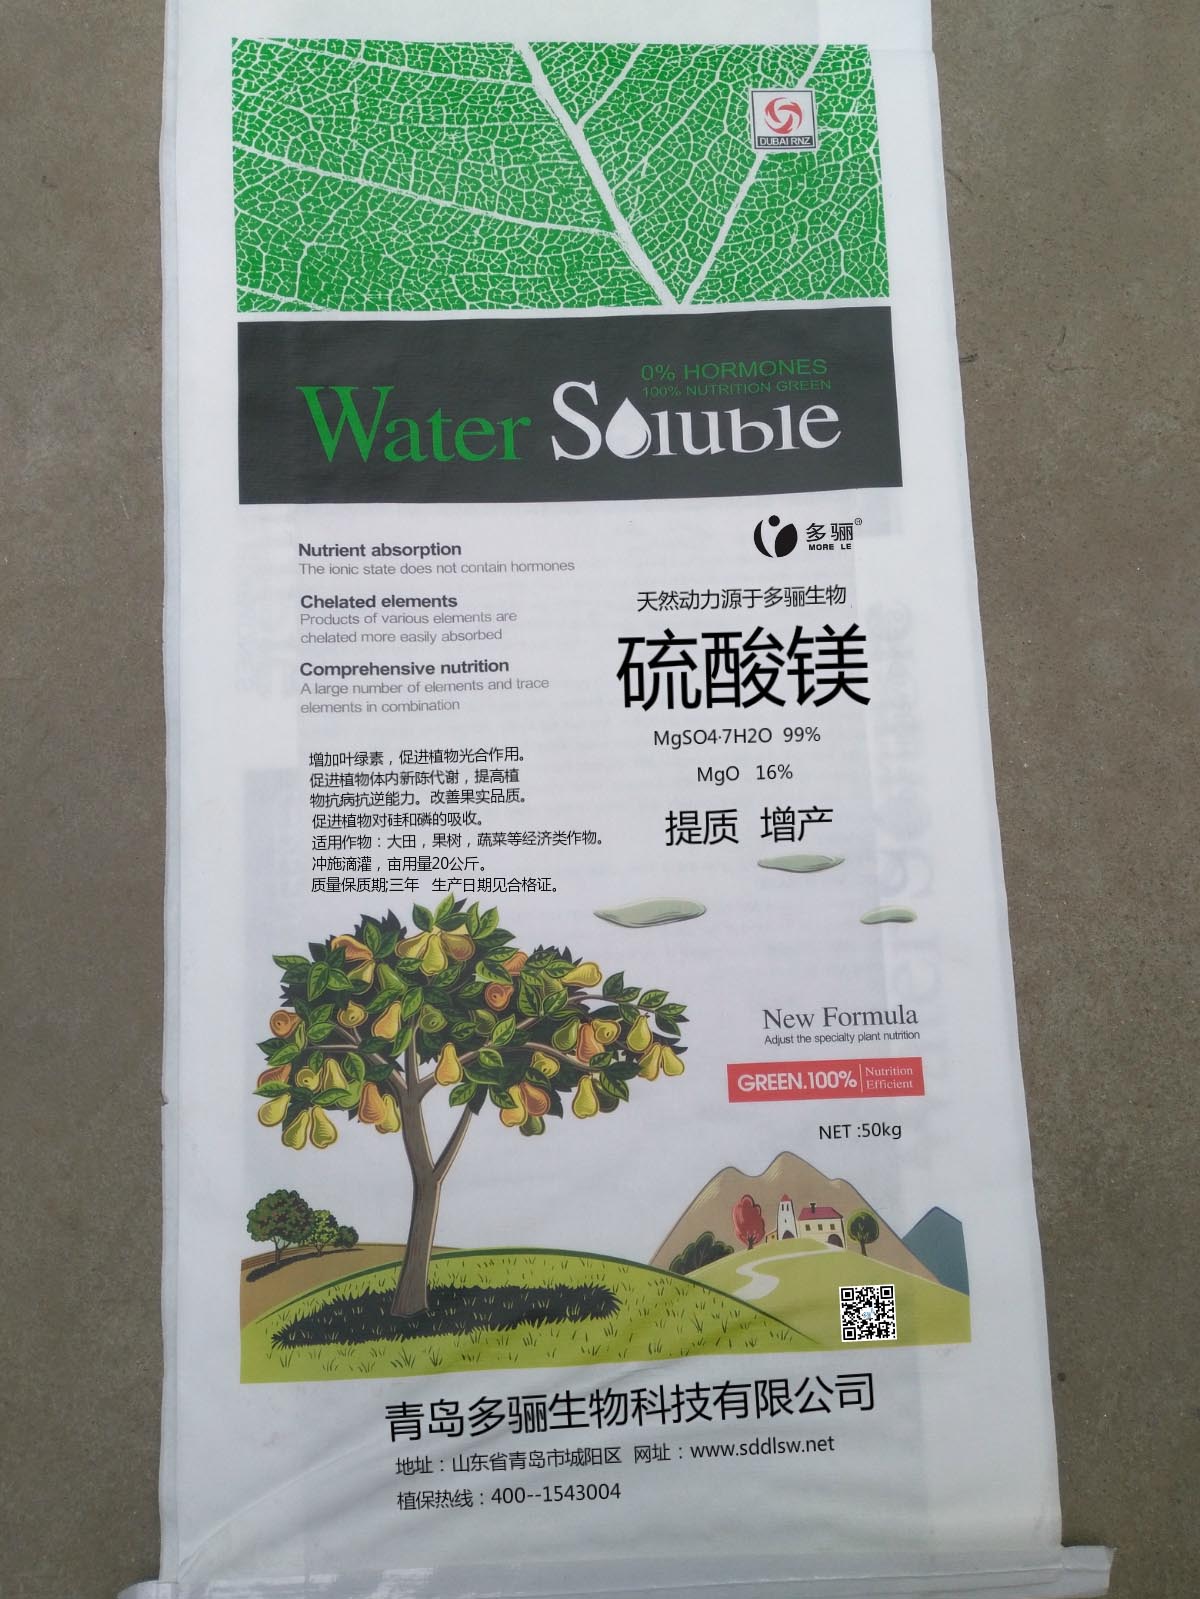 DUBAI RNZ
0% HORMONES
100% NUTRITION GREEN
Water Soluble
多骊®
MORE LE
Nutrient absorption
The ionic state does not contain hormones
Chelated elements
Products of various elements are
chelated more easily absorbed
Comprehensive nutrition
A large number of elements and trace
elements in combination
天然动力源于多骊生物
硫酸镁
MgSO4·7H2O 99%
MgO 16%
提质 增产
增加叶绿素，促进植物光合作用。
促进植物体内新陈代谢，提高植
物抗病抗逆能力。改善果实品质。
促进植物对硅和磷的吸收。
适用作物：大田，果树，蔬菜等经济类作物。
冲施滴灌，亩用量20公斤。
质量保质期;三年 生产日期见合格证。
New Formula
Adjust the specialty plant nutrition
GREEN.100% Nutrition
Efficient
NET :50kg
青岛多骊生物科技有限公司
地址：山东省青岛市城阳区 网址：www.sddlsw.net
植保热线：400--1543004